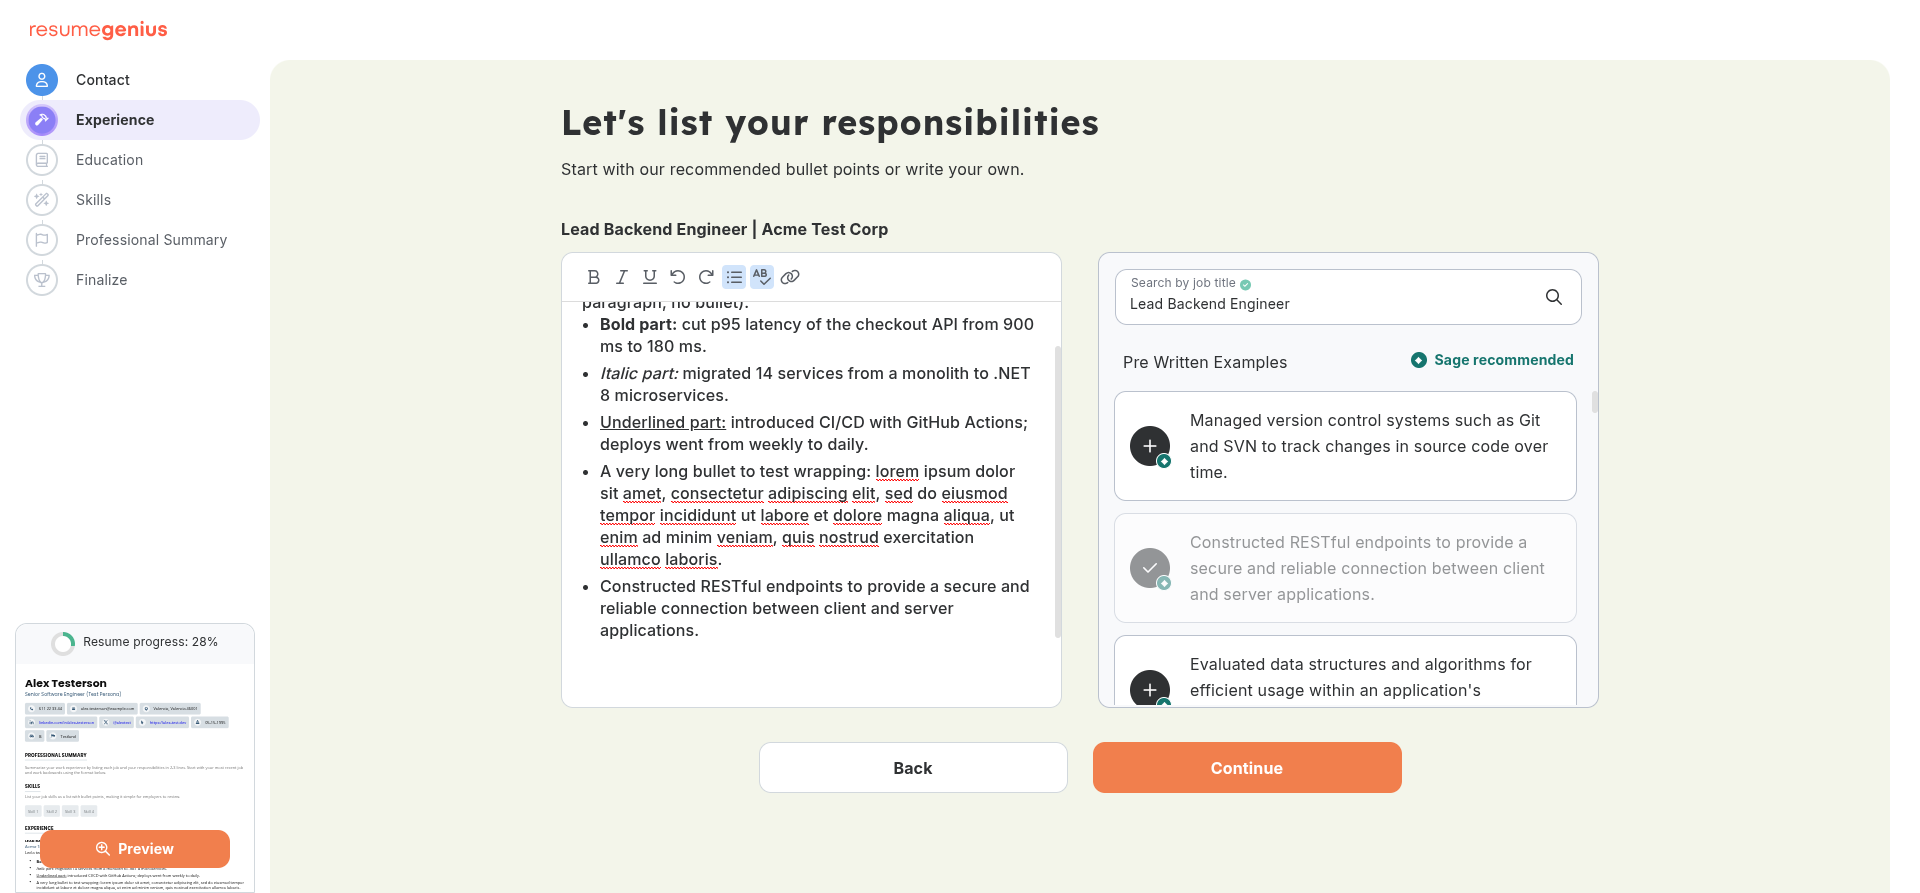 resumegenius
Contact
Experience
Education
Skills
Professional Summary
Finalize
Let's list your responsibilities
Start with our recommended bullet points or write your own.
Lead Backend Engineer | Acme Test Corp
B I U AB
paragraph, no bullet).
• Bold part: cut p95 latency of the checkout API from 900
ms to 180 ms.
• Italic part: migrated 14 services from a monolith to .NET
8 microservices.
• Underlined part: introduced CI/CD with GitHub Actions;
deploys went from weekly to daily.
• A very long bullet to test wrapping: lorem ipsum dolor
sit amet, consectetur adipiscing elit, sed do eiusmod
tempor incididunt ut labore et dolore magna aliqua, ut
enim ad minim veniam, quis nostrud exercitation
ullamco laboris.
• Constructed RESTful endpoints to provide a secure and
reliable connection between client and server
applications.
Search by job title
Lead Backend Engineer
Pre Written Examples
Sage recommended
Managed version control systems such as Git
and SVN to track changes in source code over
time.
Constructed RESTful endpoints to provide a
secure and reliable connection between client
and server applications.
Evaluated data structures and algorithms for
efficient usage within an application's
Back
Continue
Resume progress: 28%
Alex Testerson
Senior Software Engineer (Test Persona)
PROFESSIONAL SUMMARY
SKILLS
EXPERIENCE
Preview